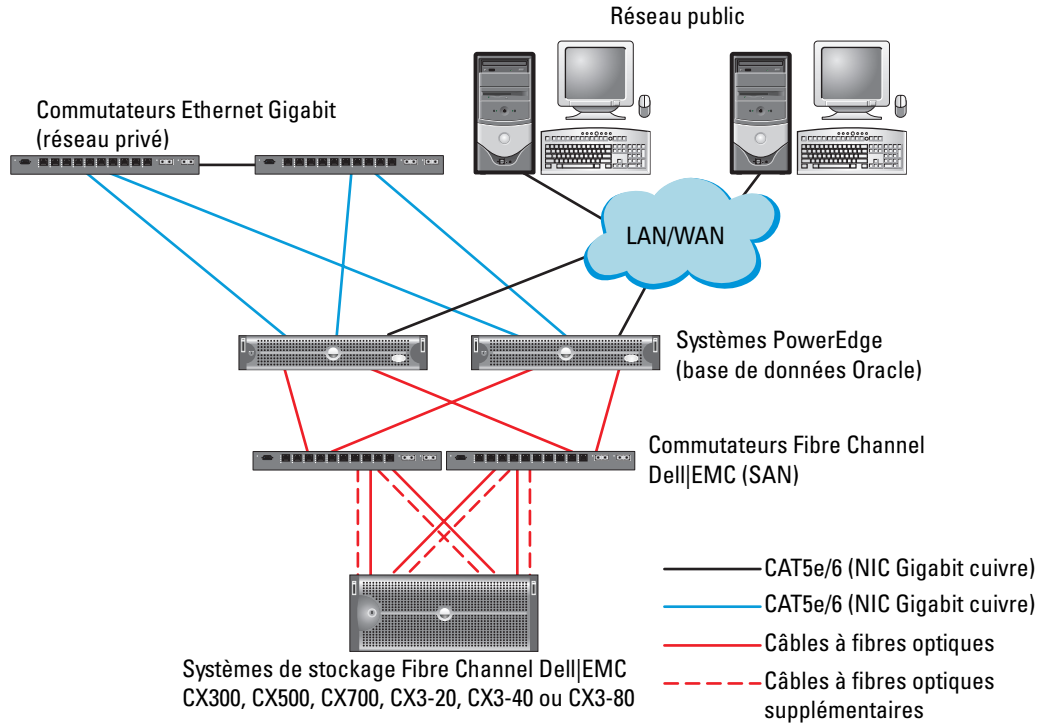 Réseau public
Commutateurs Ethernet Gigabit
(réseau privé)
LAN/WAN
Systèmes PowerEdge
(base de données Oracle)
Commutateurs Fibre Channel
Dell|EMC (SAN)
CAT5e/6 (NIC Gigabit cuivre)
CAT5e/6 (NIC Gigabit cuivre)
Câbles à fibres optiques
Câbles à fibres optiques
supplémentaires
Systèmes de stockage Fibre Channel Dell|EMC
CX300, CX500, CX700, CX3-20, CX3-40 ou CX3-80